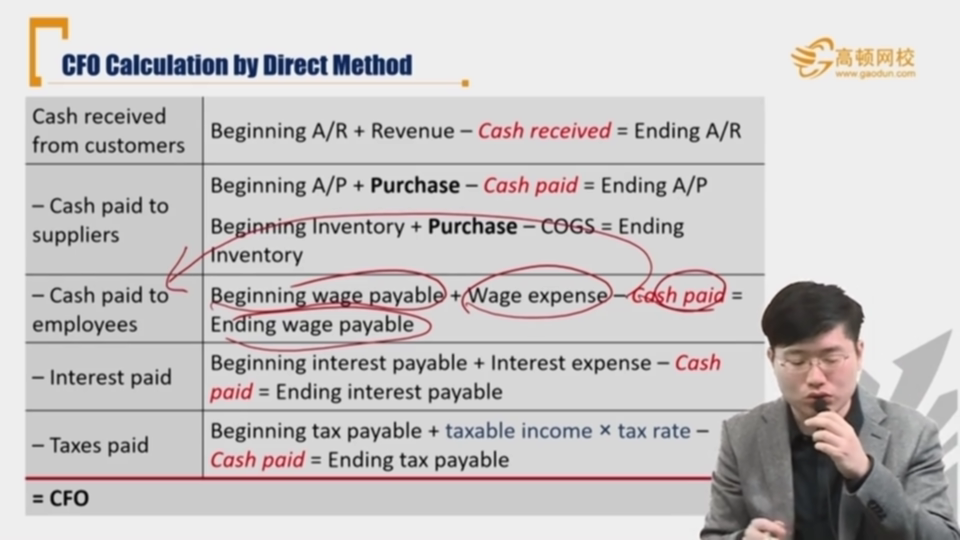 CFO Calculation by Direct Method
高顿网校
www.gaodun.com
Cash received
from customers
Beginning A/R + Revenue – Cash received = Ending A/R
– Cash paid to
suppliers
Beginning A/P + Purchase – Cash paid = Ending A/P
Beginning Inventory + Purchase – COGS = Ending
Inventory
– Cash paid to
employees
Beginning wage payable + Wage expense – Cash paid =
Ending wage payable
– Interest paid
Beginning interest payable + Interest expense – Cash
paid = Ending interest payable
– Taxes paid
Beginning tax payable + taxable income × tax rate –
Cash paid = Ending tax payable
= CFO